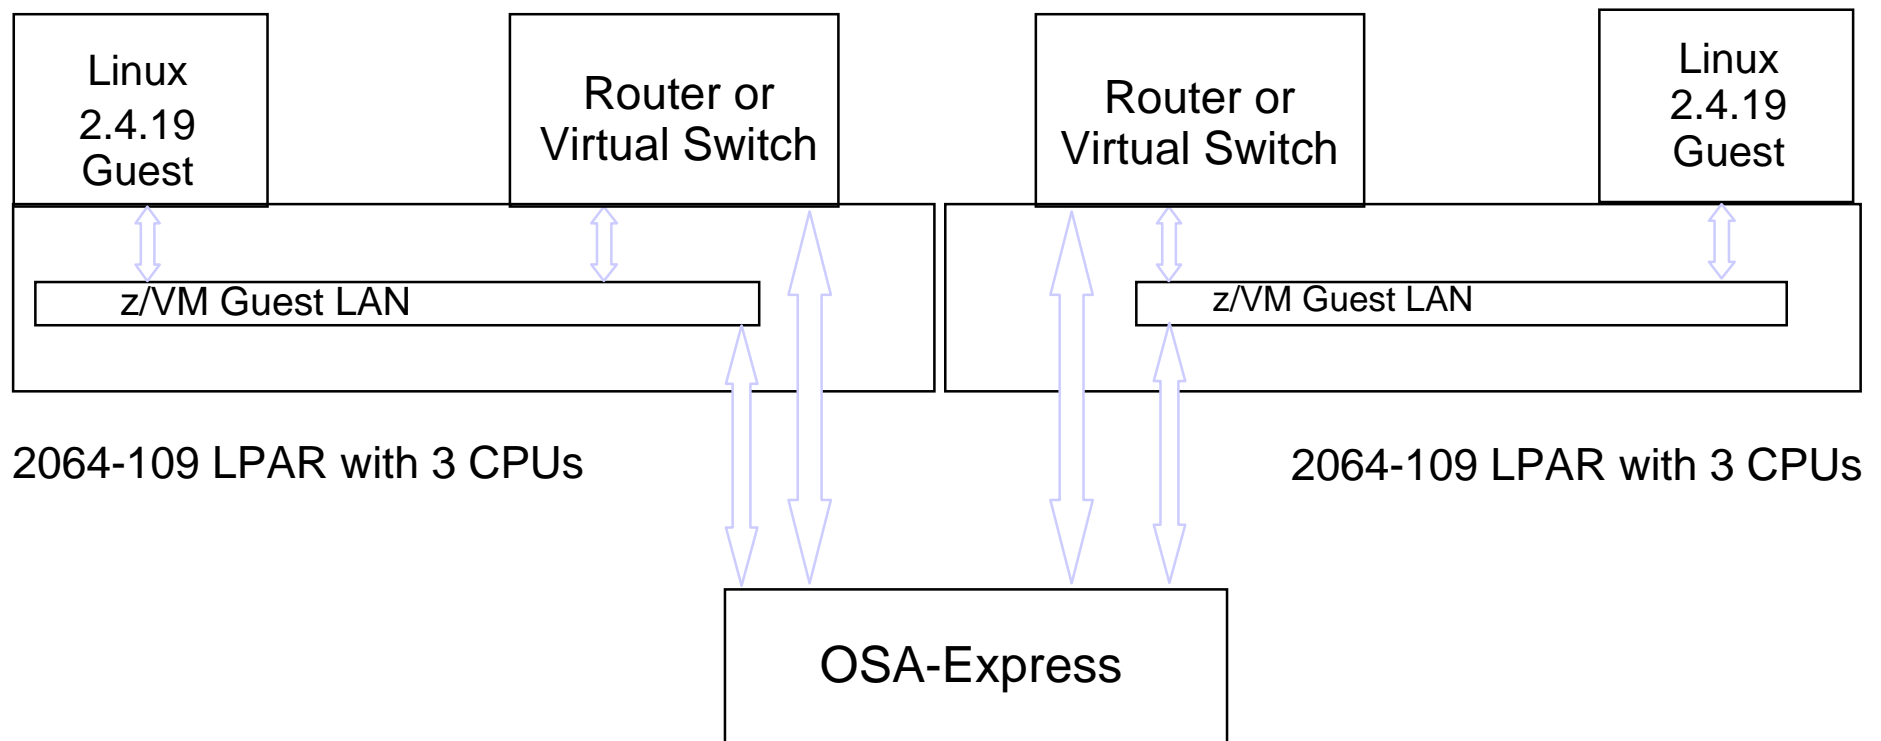 Linux
2.4.19
Guest
Router or
Virtual Switch
Router or
Virtual Switch
Linux
2.4.19
Guest
z/VM Guest LAN
z/VM Guest LAN
2064-109 LPAR with 3 CPUs
2064-109 LPAR with 3 CPUs
OSA-Express